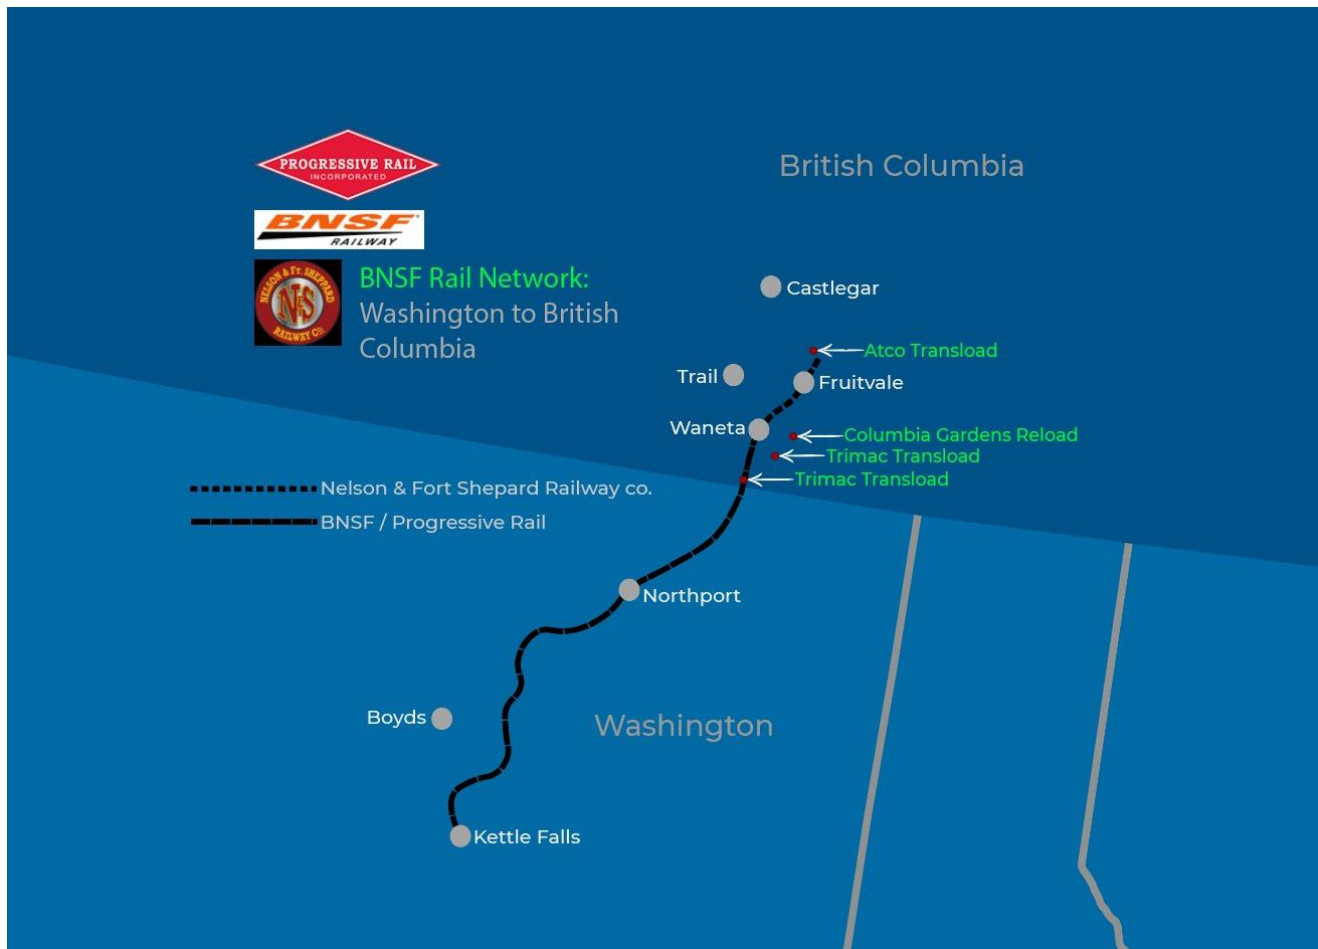 PROGRESSIVE RAIL
INCORPORATED
British Columbia
BNSF
RAILWAY
NELSON & FT. SHEPPARD
N&FS
RAILWAY CO.
BNSF Rail Network:
Washington to British
Columbia
Castlegar
Atco Transload
Trail
Fruitvale
Waneta
Columbia Gardens Reload
Trimac Transload
Trimac Transload
Nelson & Fort Shepard Railway co.
BNSF / Progressive Rail
Northport
Boyds
Washington
Kettle Falls